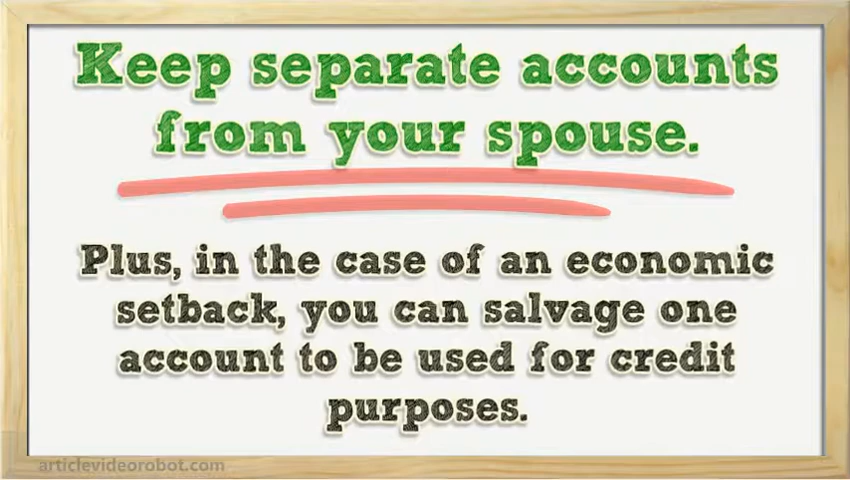 Keep separate accounts
from your spouse.
Plus, in the case of an economic
setback, you can salvage one
account to be used for credit
purposes.
articlevideorobot.com